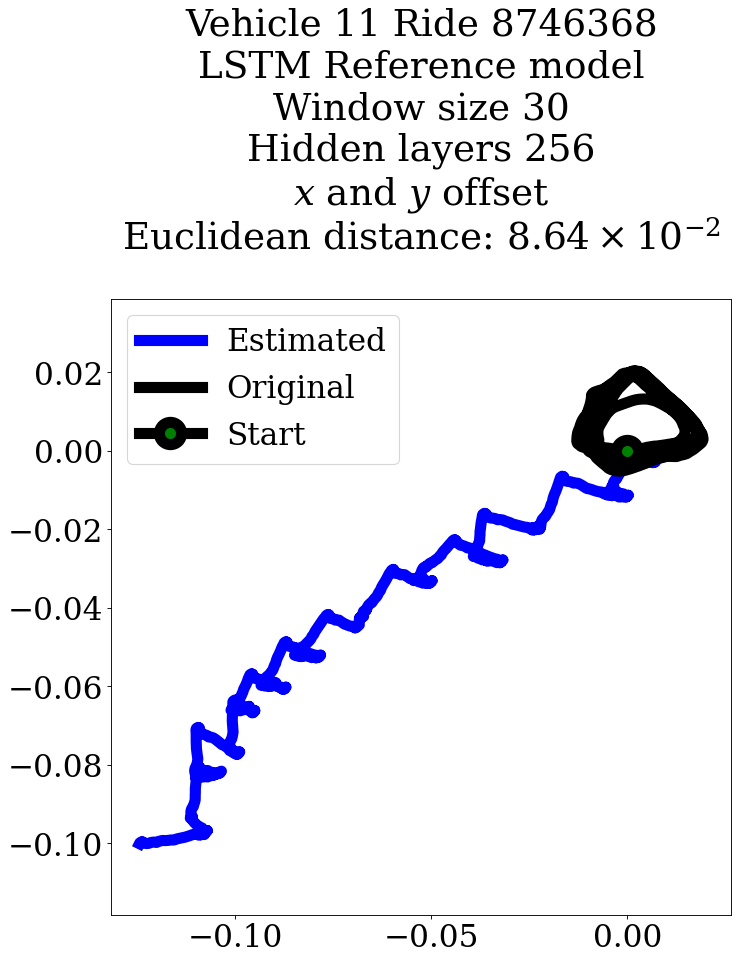 Vehicle 11 Ride 8746368
LSTM Reference model
Window size 30
Hidden layers 256
x and y offset
Euclidean distance: 8.64 × 10⁻²
Estimated
Original
Start
0.02
0.00
−0.02
−0.04
−0.06
−0.08
−0.10
−0.10 −0.05 0.00